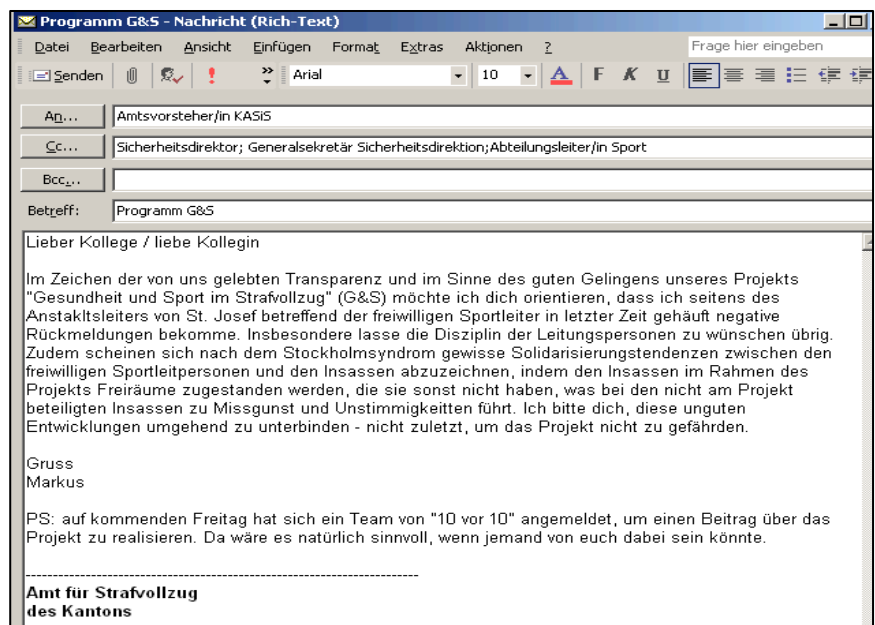 Programm G&S - Nachricht (Rich-Text)
Datei Bearbeiten Ansicht Einfügen Format Extras Aktionen ? Frage hier eingeben
Senden Arial 10 A F K U
An... Amtsvorsteher/in KASiS
Cc... Sicherheitsdirektor; Generalsekretär Sicherheitsdirektion;Abteilungsleiter/in Sport
Bcc...
Betreff: Programm G&S
Lieber Kollege / liebe Kollegin
Im Zeichen der von uns gelebten Transparenz und im Sinne des guten Gelingens unseres Projekts
"Gesundheit und Sport im Strafvollzug" (G&S) möchte ich dich orientieren, dass ich seitens des
Anstakltsleiters von St. Josef betreffend der freiwilligen Sportleiter in letzter Zeit gehäuft negative
Rückmeldungen bekomme. Insbesondere lasse die Disziplin der Leitungspersonen zu wünschen übrig.
Zudem scheinen sich nach dem Stockholmsyndrom gewisse Solidarisierungstendenzen zwischen den
freiwilligen Sportleitpersonen und den Insassen abzuzeichnen, indem den Insassen im Rahmen des
Projekts Freiräume zugestanden werden, die sie sonst nicht haben, was bei den nicht am Projekt
beteiligten Insassen zu Missgunst und Unstimmigkeitten führt. Ich bitte dich, diese unguten
Entwicklungen umgehend zu unterbinden - nicht zuletzt, um das Projekt nicht zu gefährden.
Gruss
Markus
PS: auf kommenden Freitag hat sich ein Team von "10 vor 10" angemeldet, um einen Beitrag über das
Projekt zu realisieren. Da wäre es natürlich sinnvoll, wenn jemand von euch dabei sein könnte.
------------------------------------------------------------------------
Amt für Strafvollzug
des Kantons